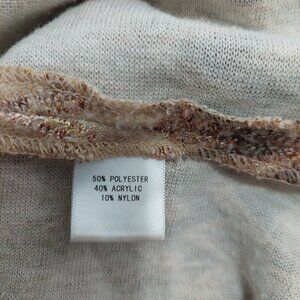 50% POLYESTER
40% ACRYLIC
10% NYLON